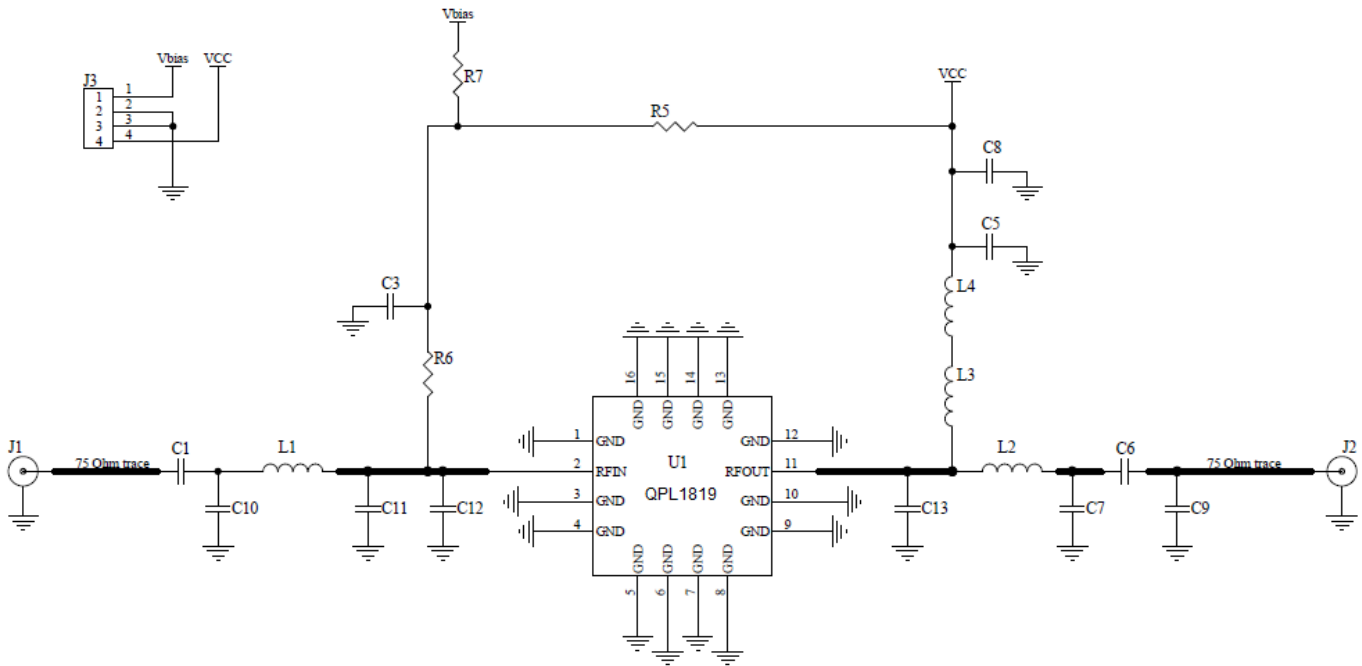 Vbias
R7
Vbias VCC
J3
1 1
2 2
3 3
4 4
R5
VCC
C8
C5
L4
C3
R6
L3
16 15 14 13
GND GND GND GND
1 GND GND 12
J1 75 Ohm trace C1 L1 2 RFIN U1 RFOUT 11 L2 C6 75 Ohm trace J2
QPL1819
3 GND GND 10
C10 C11 C12 C13 C7 C9
4 GND GND 9
GND GND GND GND
5 6 7 8